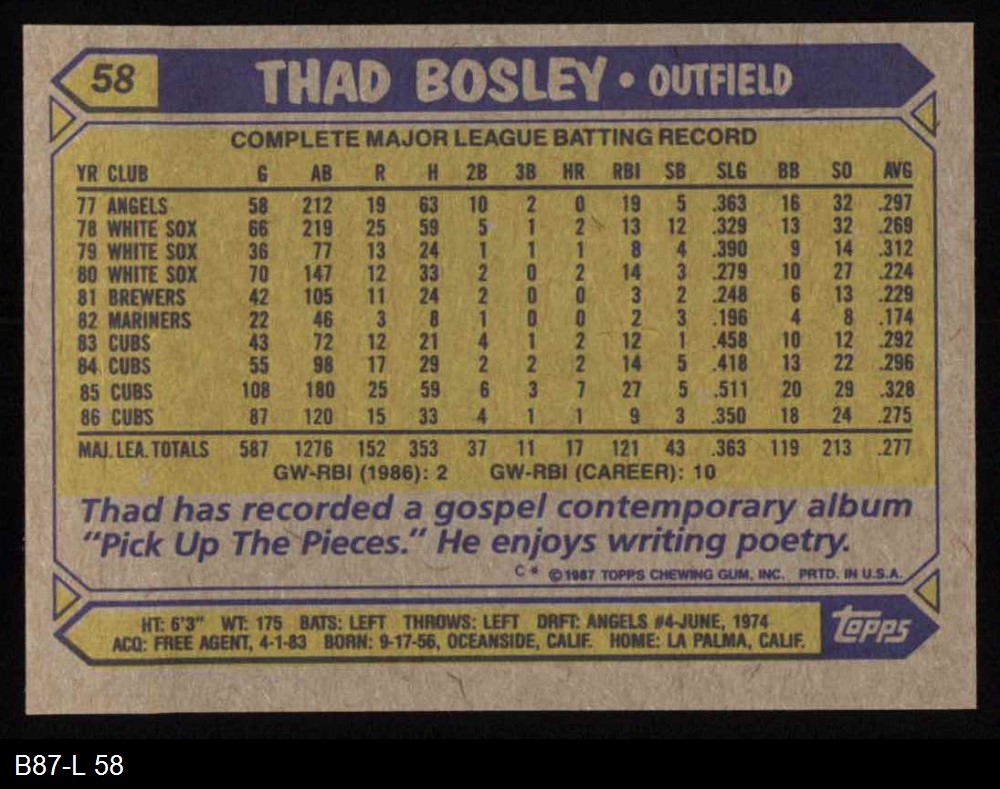 58 THAD BOSLEY • OUTFIELD
COMPLETE MAJOR LEAGUE BATTING RECORD
YR CLUB G AB R H 2B 3B HR RBI SB SLG BB SO AVG
77 ANGELS 58 212 19 63 10 2 0 19 5 .363 16 32 .297
78 WHITE SOX 66 219 25 59 5 1 2 13 12 .329 13 32 .269
79 WHITE SOX 36 77 13 24 1 1 1 8 4 .390 9 14 .312
80 WHITE SOX 70 147 12 33 2 0 2 14 3 .279 10 27 .224
81 BREWERS 42 105 11 24 2 0 0 3 2 .248 6 13 .229
82 MARINERS 22 46 3 8 1 0 0 2 3 .196 4 8 .174
83 CUBS 43 72 12 21 4 1 2 12 1 .458 10 12 .292
84 CUBS 55 98 17 29 2 2 2 14 5 .418 13 22 .296
85 CUBS 108 180 25 59 6 3 7 27 5 .511 20 29 .328
86 CUBS 87 120 15 33 4 1 1 9 3 .350 18 24 .275
MAJ. LEA. TOTALS 587 1276 152 353 37 11 17 121 43 .363 119 213 .277
GW-RBI (1986): 2 GW-RBI (CAREER): 10
Thad has recorded a gospel contemporary album
"Pick Up The Pieces." He enjoys writing poetry.
C* ©1987 TOPPS CHEWING GUM, INC. PRTD. IN U.S.A.
HT: 6'3" WT: 175 BATS: LEFT THROWS: LEFT DRFT: ANGELS #4-JUNE, 1974
ACQ: FREE AGENT, 4-1-83 BORN: 9-17-56, OCEANSIDE, CALIF. HOME: LA PALMA, CALIF.
Topps
B87-L 58